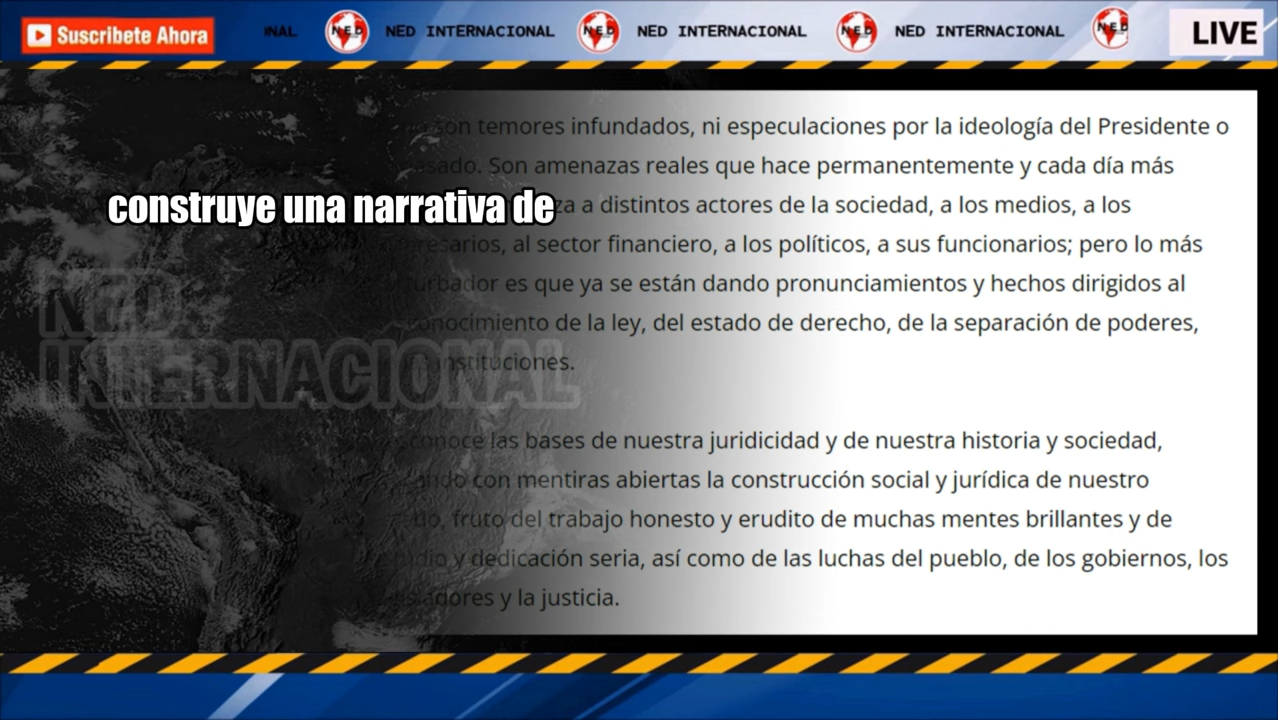 Suscribete Ahora
NAL NED NED INTERNACIONAL NED NED INTERNACIONAL NED NED INTERNACIONAL NED
LIVE
son temores infundados, ni especulaciones por la ideología del Presidente o
Son amenazas reales que hace permanentemente y cada día más
construye una narrativa de
a distintos actores de la sociedad, a los medios, a los
al sector financiero, a los políticos, a sus funcionarios; pero lo más
es que ya se están dando pronunciamientos y hechos dirigidos al
de la ley, del estado de derecho, de la separación de poderes,
instituciones.
NED
INTERNACIONAL
las bases de nuestra juridicidad y de nuestra historia y sociedad,
con mentiras abiertas la construcción social y jurídica de nuestro
fruto del trabajo honesto y erudito de muchas mentes brillantes y de
y dedicación seria, así como de las luchas del pueblo, de los gobiernos, los
y la justicia.